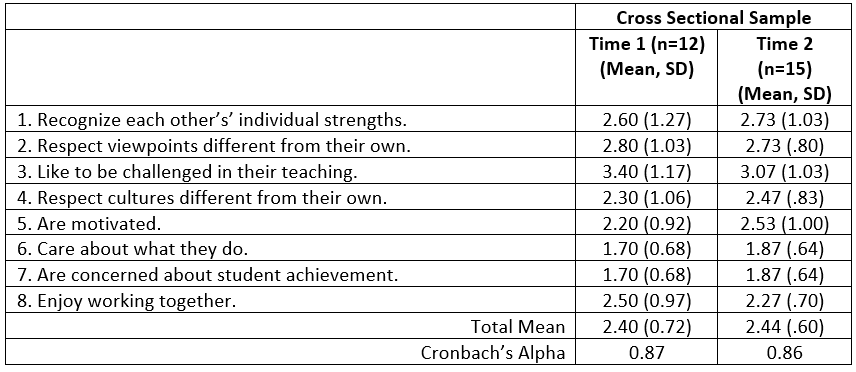 Cross Sectional Sample
Time 1 (n=12) (Mean, SD) Time 2 (n=15) (Mean, SD)
1. Recognize each other's' individual strengths. 2.60 (1.27) 2.73 (1.03)
2. Respect viewpoints different from their own. 2.80 (1.03) 2.73 (.80)
3. Like to be challenged in their teaching. 3.40 (1.17) 3.07 (1.03)
4. Respect cultures different from their own. 2.30 (1.06) 2.47 (.83)
5. Are motivated. 2.20 (0.92) 2.53 (1.00)
6. Care about what they do. 1.70 (0.68) 1.87 (.64)
7. Are concerned about student achievement. 1.70 (0.68) 1.87 (.64)
8. Enjoy working together. 2.50 (0.97) 2.27 (.70)
Total Mean 2.40 (0.72) 2.44 (.60)
Cronbach's Alpha 0.87 0.86